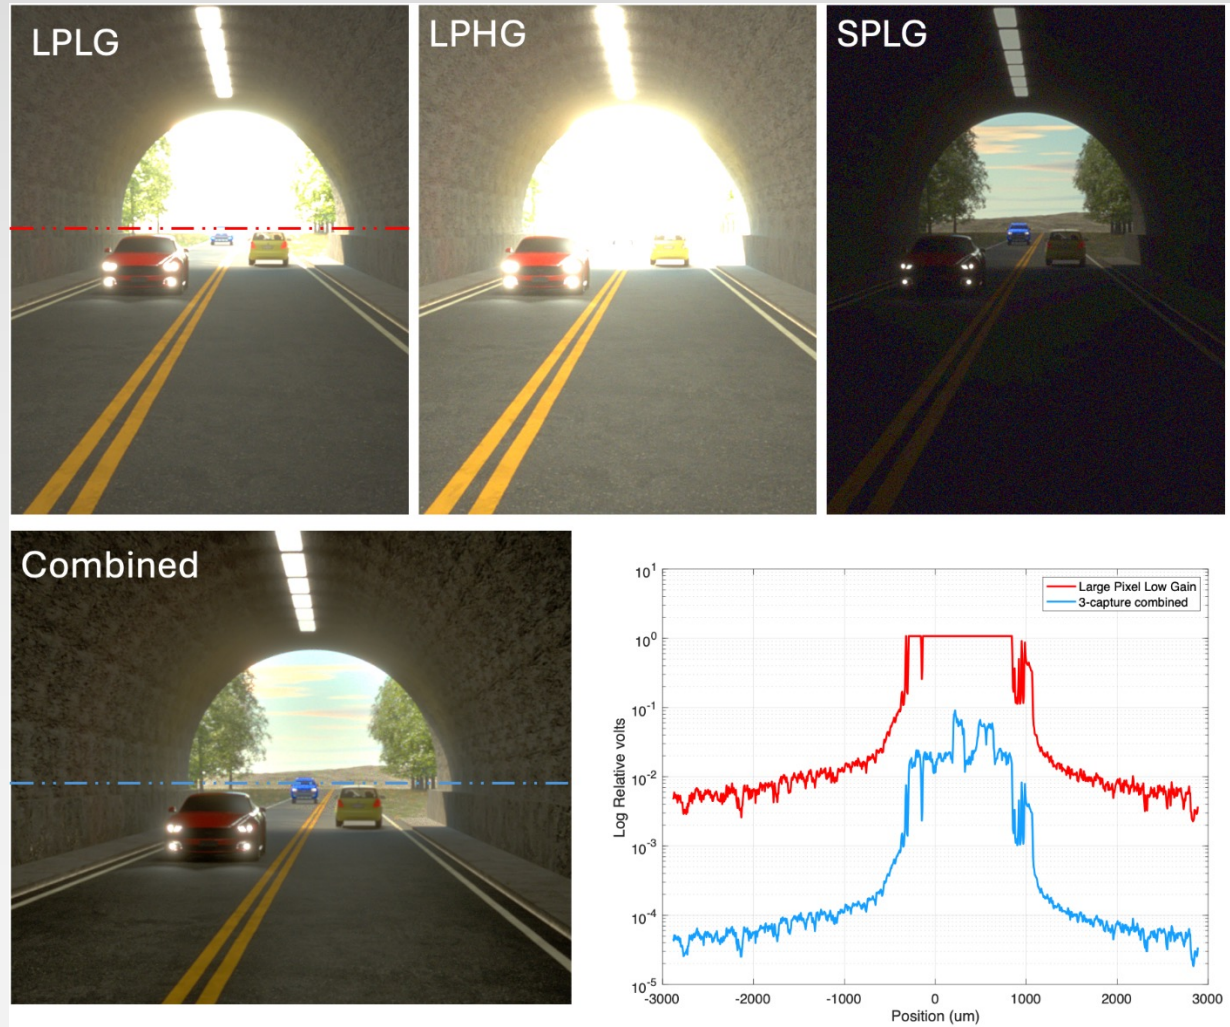 LPLG
LPHG
SPLG
Combined
Large Pixel Low Gain
3-capture combined
10^1
10^0
10^-1
10^-2
10^-3
10^-4
10^-5
Log Relative volts
-3000 -2000 -1000 0 1000 2000 3000
Position (um)